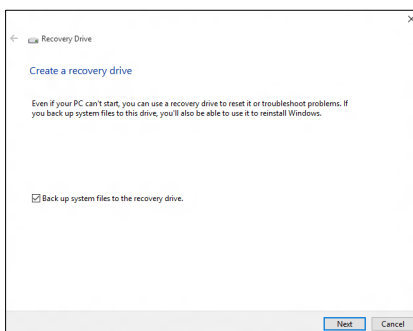 Recovery Drive
Create a recovery drive
Even if your PC can't start, you can use a recovery drive to reset it or troubleshoot problems. If
you back up system files to this drive, you'll also be able to use it to reinstall Windows.
Back up system files to the recovery drive.
Next Cancel